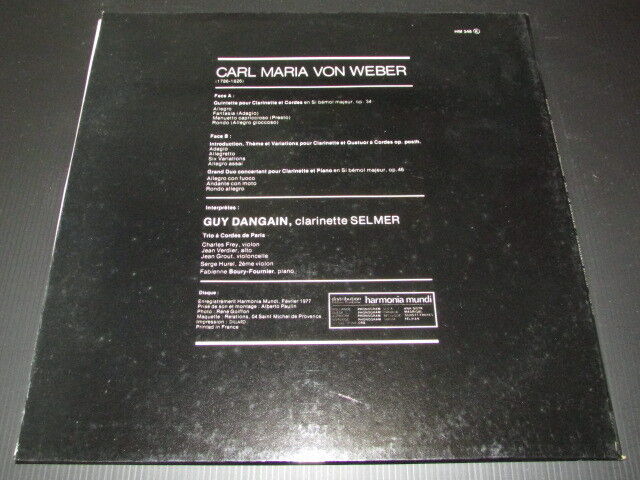 HM 348
CARL MARIA VON WEBER
(1786-1826)
Face A :
Quintette pour Clarinette et Cordes en Si bémol majeur, op. 34
Allegro
Fantasia (Adagio)
Menuetto capriccioso (Presto)
Rondo (Allegro gioccoso)
Face B :
Introduction, Thème et Variations pour Clarinette et Quatuor à Cordes op. posth.
Adagio
Allegretto
Six Variations
Allegro assai
Grand Duo concertant pour Clarinette et Piano en Si bémol majeur, op. 48
Allegro con fuoco
Andante con moto
Rondo allegro
Interprètes :
GUY DANGAIN, clarinette SELMER
Trio à Cordes de Paris
Charles Frey, violon
Jean Verdier, alto
Jean Grout, violoncelle
Serge Hurel, 2ème violon
Fabienne Boury-Fournier, piano
Disque :
Enregistrement Harmonia Mundi, Février 1977
Prise de son et montage : Alberto Paulin
Photo : René Goiffon
Maquette : Relations, 04 Saint Michel de Provence
Impression : DILLARD
Printed in France
distribution
harmonia mundi